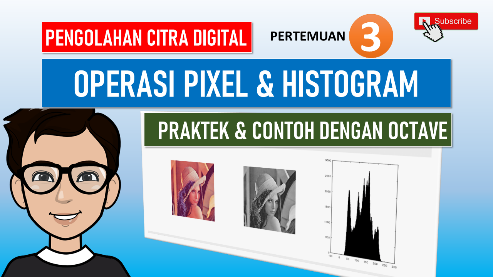 PENGOLAHAN CITRA DIGITAL
PERTEMUAN 3
Subscribe
OPERASI PIXEL & HISTOGRAM
PRAKTEK & CONTOH DENGAN OCTAVE